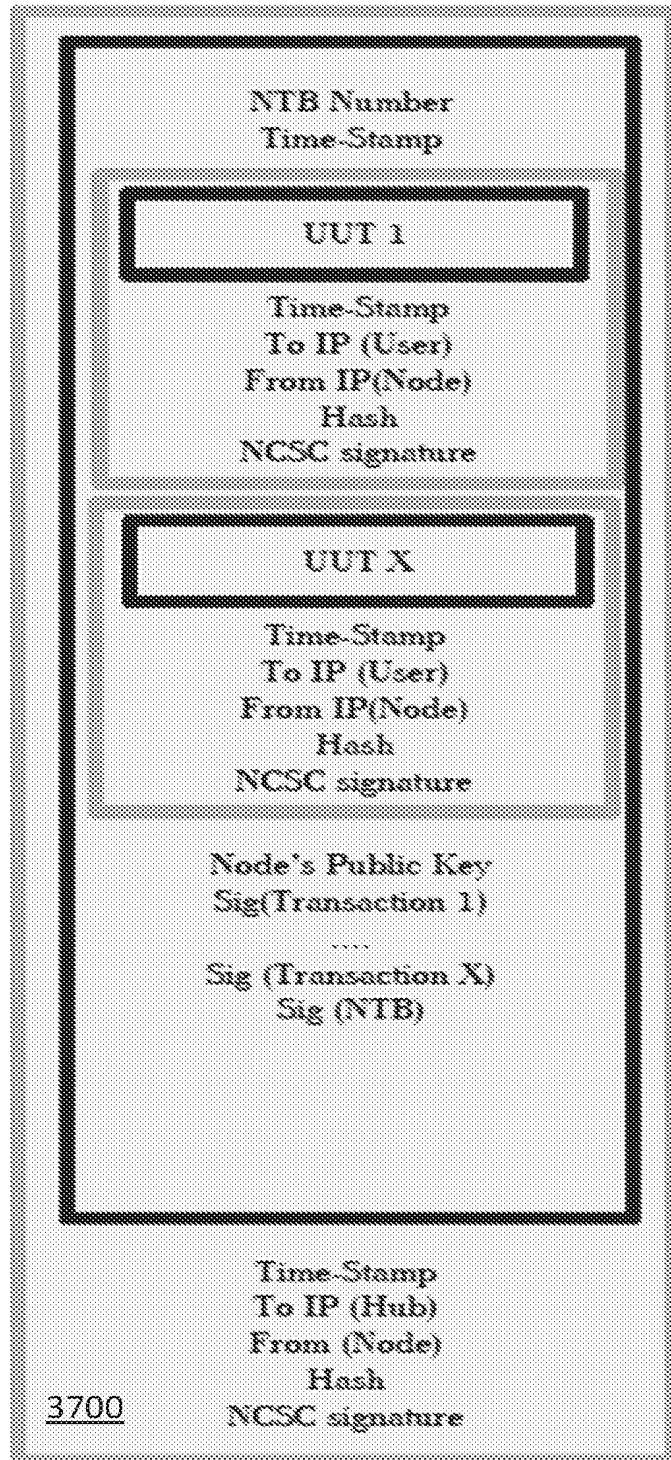 NTB Number
Time-Stamp
UUT 1
Time-Stamp
To IP (User)
From IP(Node)
Hash
NCSC signature
UUT X
Time-Stamp
To IP (User)
From IP(Node)
Hash
NCSC signature
Node's Public Key
Sig(Transaction 1)
....
Sig (Transaction X)
Sig (NTB)
Time-Stamp
To IP (Hub)
From (Node)
Hash
NCSC signature
3700